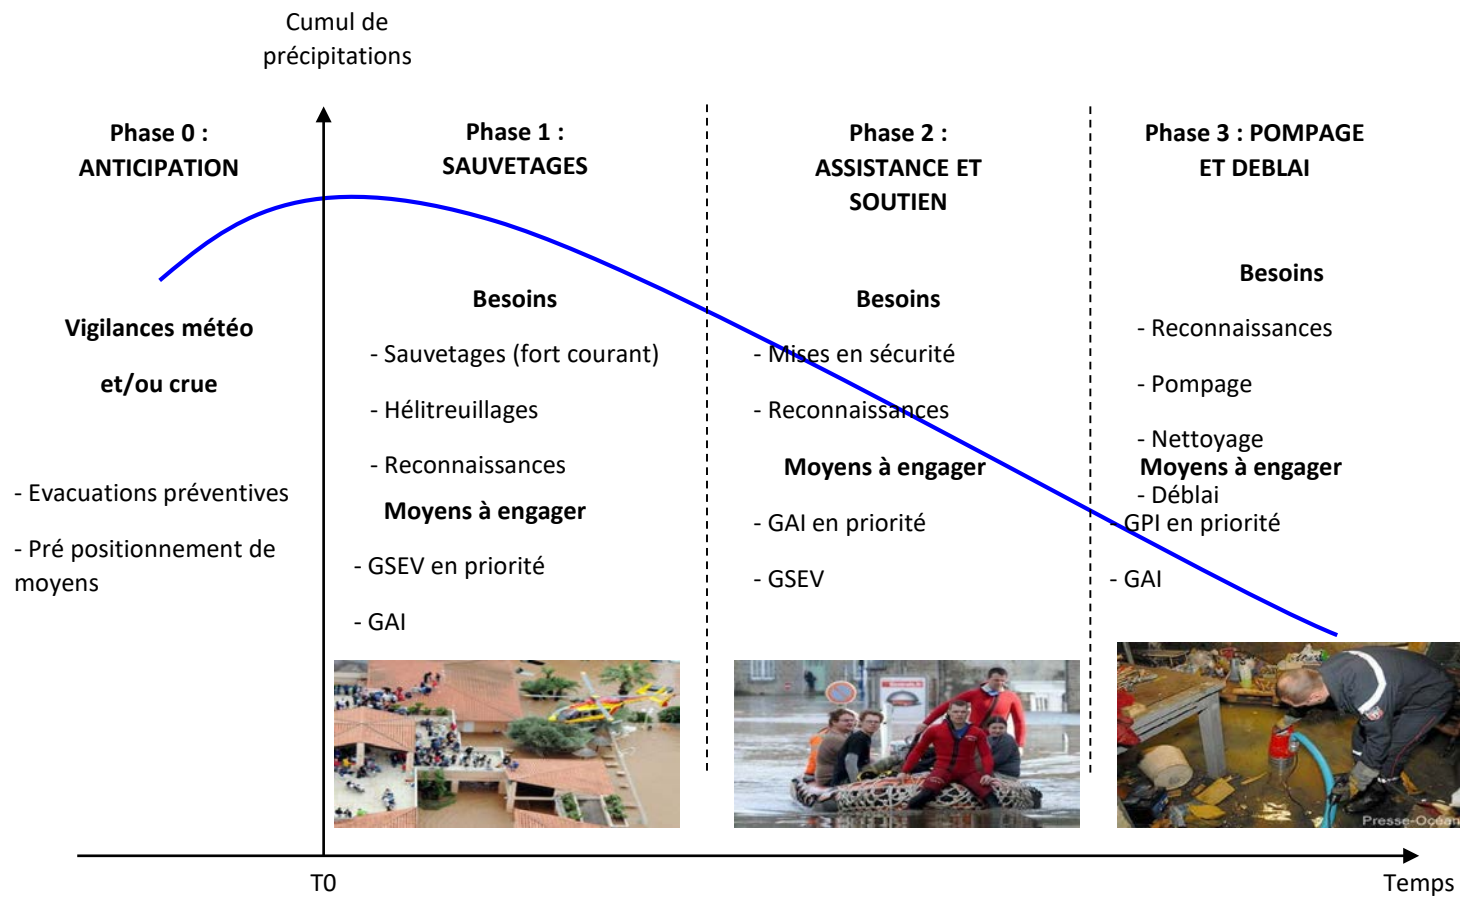 Cumul de
précipitations
Phase 0 :
ANTICIPATION
Vigilances météo
et/ou crue
- Evacuations préventives
- Pré positionnement de
moyens
Phase 1 :
SAUVETAGES
Besoins
- Sauvetages (fort courant)
- Hélitreuillages
- Reconnaissances
Moyens à engager
- GSEV en priorité
- GAI
Phase 2 :
ASSISTANCE ET
SOUTIEN
Besoins
- Mises en sécurité
- Reconnaissances
Moyens à engager
- GAI en priorité
- GSEV
Phase 3 : POMPAGE
ET DEBLAI
Besoins
- Reconnaissances
- Pompage
- Nettoyage
Moyens à engager
- Déblai
- GPI en priorité
- GAI
Presse-Océan
T0
Temps